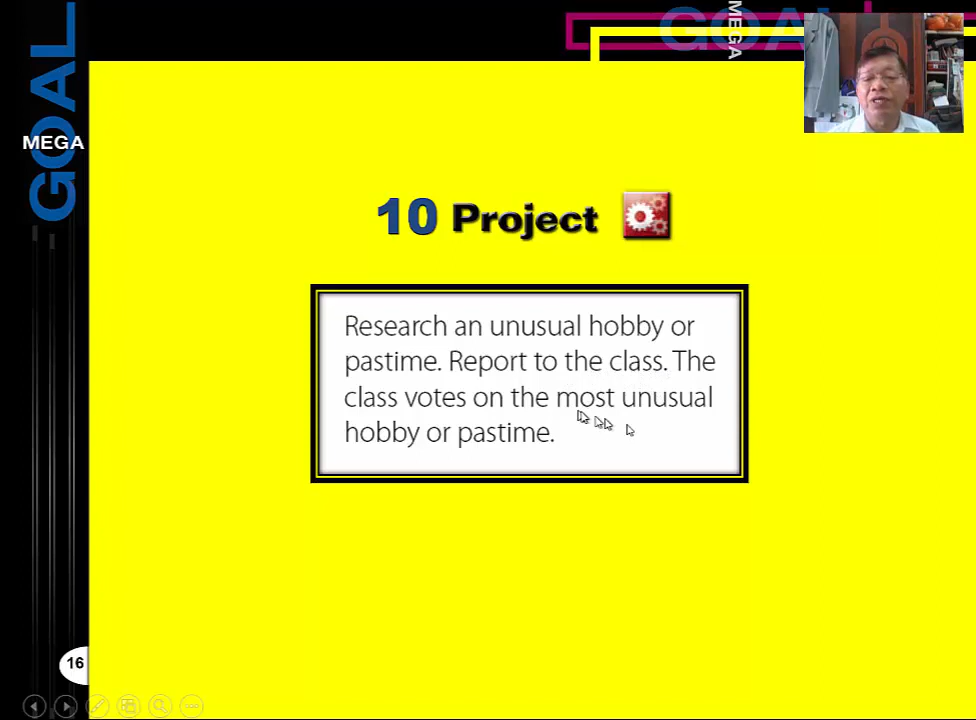 GOAL
MEGA
GOAL
MEGA
10 Project
Research an unusual hobby or
pastime. Report to the class. The
class votes on the most unusual
hobby or pastime.
16